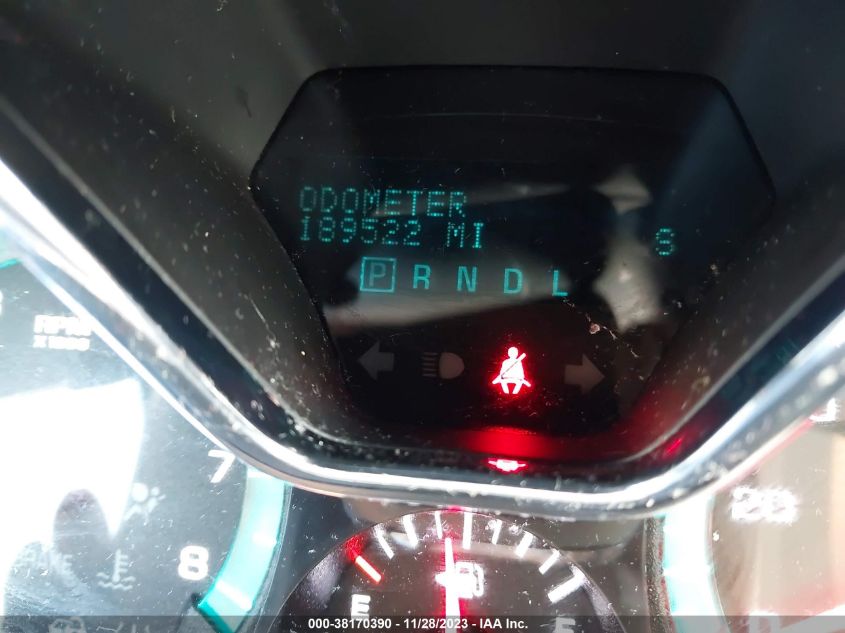 ODOMETER
189522 MI S
P R N D L
RPM
X1000
7
8
E
000-38170390 - 11/28/2023 - IAA Inc.